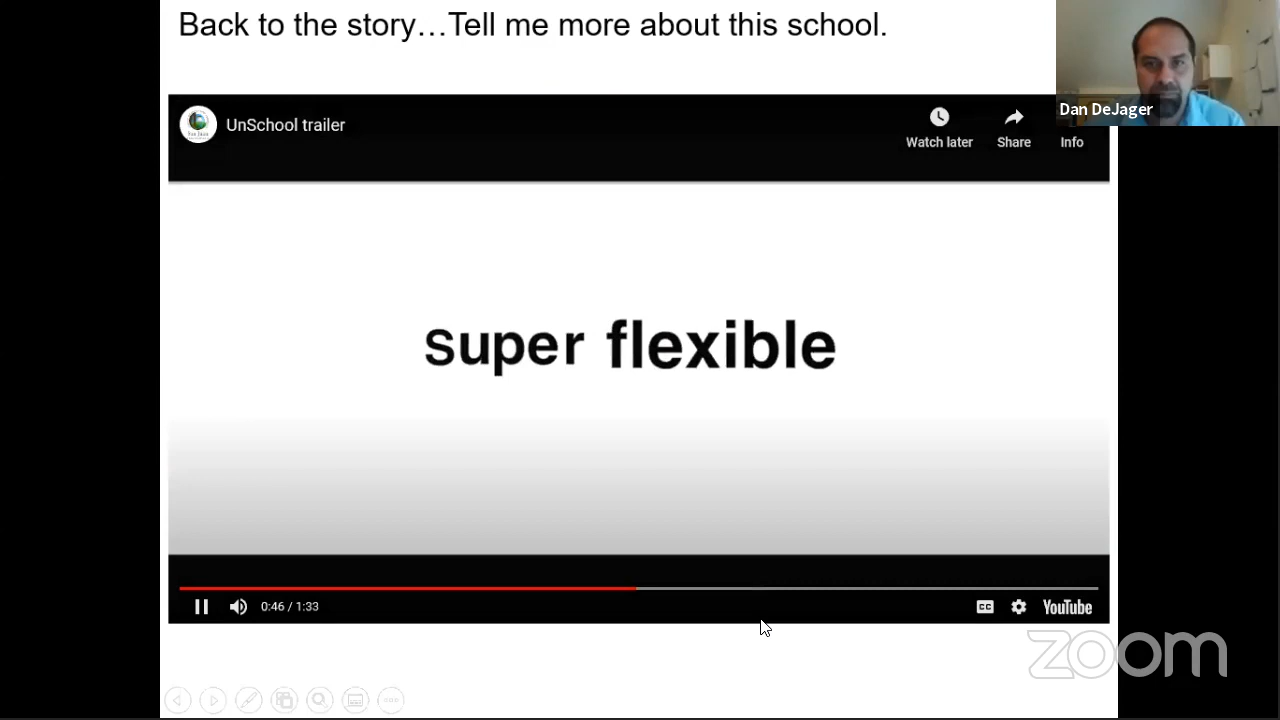 Back to the story…Tell me more about this school.
Dan DeJager
UnSchool trailer
Watch later
Share
Info
super flexible
0:46 / 1:33
CC
YouTube
zoom